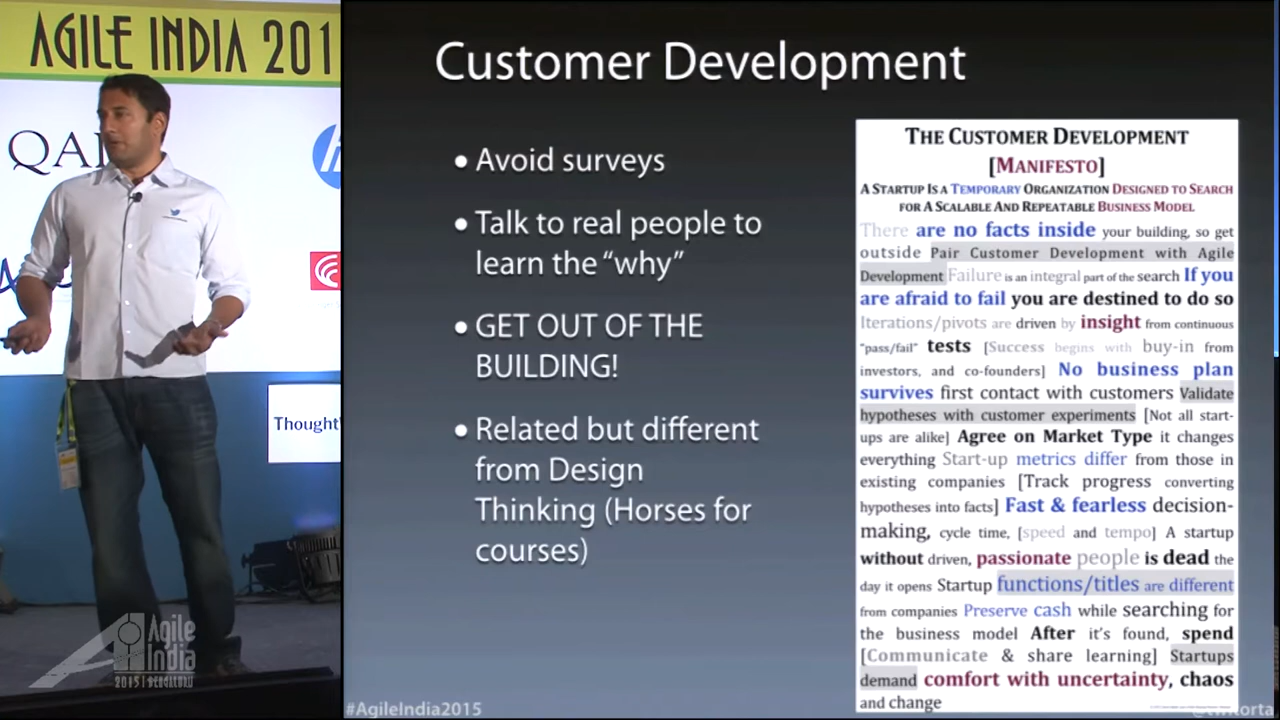 AGILE INDIA 201
QAI
Thought
Agile
India
2015 | BENGALURU
Customer Development
• Avoid surveys
• Talk to real people to
learn the “why”
• GET OUT OF THE
BUILDING!
• Related but different
from Design
Thinking (Horses for
courses)
THE CUSTOMER DEVELOPMENT
[MANIFESTO]
A STARTUP IS A TEMPORARY ORGANIZATION DESIGNED TO SEARCH
FOR A SCALABLE AND REPEATABLE BUSINESS MODEL
There are no facts inside your building, so get
outside Pair Customer Development with Agile
Development Failure is an integral part of the search If you
are afraid to fail you are destined to do so
Iterations/pivots are driven by insight from continuous
"pass/fail" tests [Success begins with buy-in from
investors, and co-founders] No business plan
survives first contact with customers Validate
hypotheses with customer experiments [Not all start-
ups are alike] Agree on Market Type it changes
everything Start-up metrics differ from those in
existing companies [Track progress converting
hypotheses into facts] Fast & fearless decision-
making, cycle time, [speed and tempo] A startup
without driven, passionate people is dead the
day it opens Startup functions/titles are different
from companies Preserve cash while searching for
the business model After it's found, spend
[Communicate & share learning] Startups
demand comfort with uncertainty, chaos
and change
#AgileIndia2015